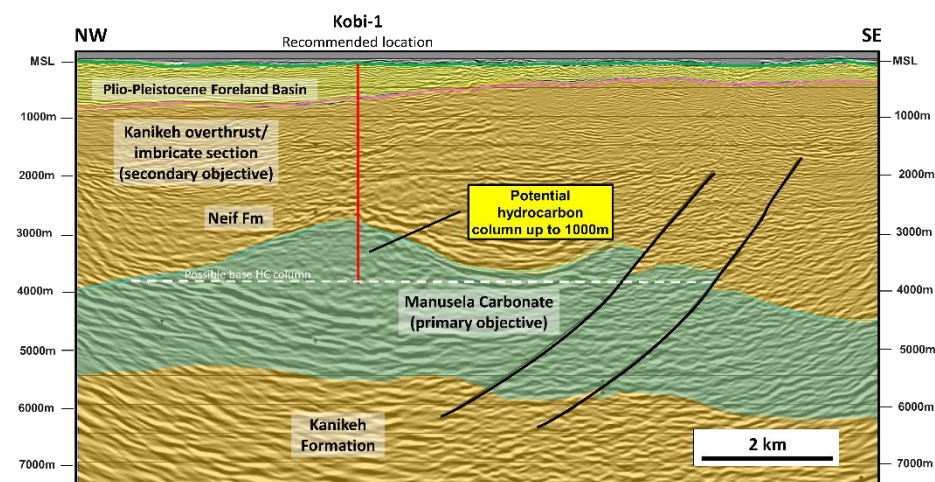 Kobi-1
NW
Recommended location
SE
MSL
MSL
Plio-Pleistocene Foreland Basin
1000m
1000m
Kanikeh overthrust/
imbricate section
(secondary objective)
2000m
2000m
Potential
hydrocarbon
column up to 1000m
Neif Fm
3000m
3000m
Possible base HC column
4000m
4000m
Manusela Carbonate
(primary objective)
5000m
5000m
6000m
6000m
Kanikeh
Formation
2 km
7000m
7000m